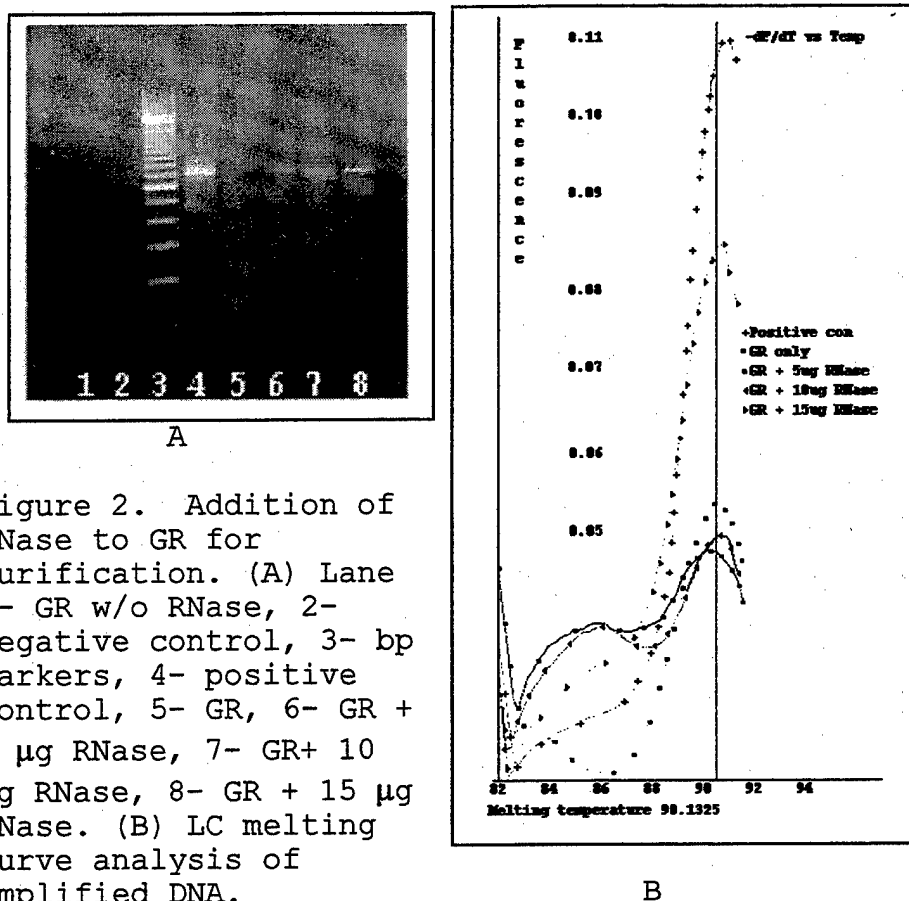 1 2 3 4 5 6 7 8
A
igure 2. Addition of
Nase to GR for
urification. (A) Lane
- GR w/o RNase, 2-
egative control, 3- bp
arkers, 4- positive
ontrol, 5- GR, 6- GR +
μg RNase, 7- GR+ 10
g RNase, 8- GR + 15 μg
Nase. (B) LC melting
urve analysis of
mplified DNA.
Fluorescence
0.11
0.10
0.09
0.08
0.07
0.06
0.05
-dF/dT vs Temp
+Positive con
GR only
GR + 5ug RNase
GR + 10ug RNase
GR + 15ug RNase
82 84 86 88 90 92 94
Melting temperature 90.1325
B